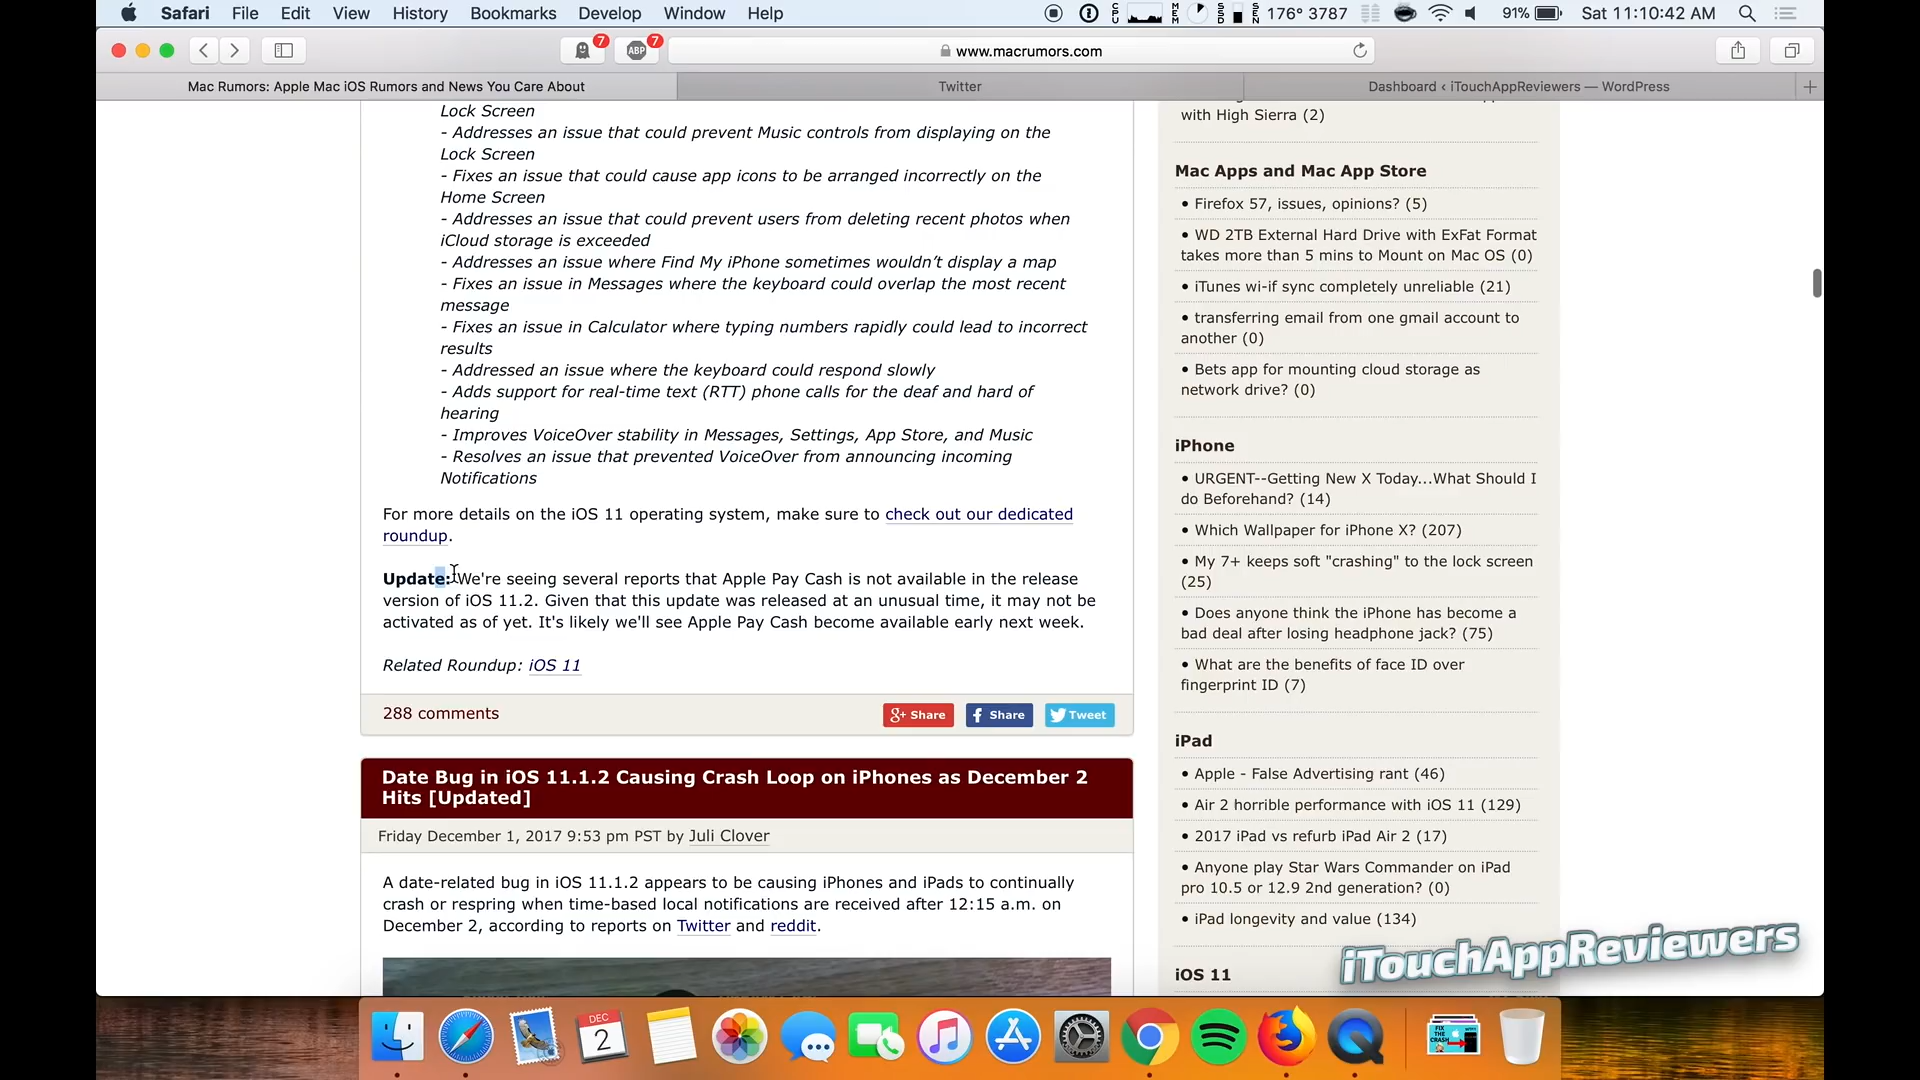 Safari File Edit View History Bookmarks Develop Window Help
CPU MEM SSD SEN 176° 3787 91% Sat 11:10:42 AM
7 ABP 7 www.macrumors.com
Mac Rumors: Apple Mac iOS Rumors and News You Care About
Twitter
Dashboard ‹ iTouchAppReviewers — WordPress
Lock Screen
- Addresses an issue that could prevent Music controls from displaying on the
Lock Screen
- Fixes an issue that could cause app icons to be arranged incorrectly on the
Home Screen
- Addresses an issue that could prevent users from deleting recent photos when
iCloud storage is exceeded
- Addresses an issue where Find My iPhone sometimes wouldn’t display a map
- Fixes an issue in Messages where the keyboard could overlap the most recent
message
- Fixes an issue in Calculator where typing numbers rapidly could lead to incorrect
results
- Addressed an issue where the keyboard could respond slowly
- Adds support for real-time text (RTT) phone calls for the deaf and hard of
hearing
- Improves VoiceOver stability in Messages, Settings, App Store, and Music
- Resolves an issue that prevented VoiceOver from announcing incoming
Notifications
For more details on the iOS 11 operating system, make sure to check out our dedicated
roundup.
Update: We're seeing several reports that Apple Pay Cash is not available in the release
version of iOS 11.2. Given that this update was released at an unusual time, it may not be
activated as of yet. It's likely we'll see Apple Pay Cash become available early next week.
Related Roundup: iOS 11
288 comments
g+ Share f Share Tweet
Date Bug in iOS 11.1.2 Causing Crash Loop on iPhones as December 2
Hits [Updated]
Friday December 1, 2017 9:53 pm PST by Juli Clover
A date-related bug in iOS 11.1.2 appears to be causing iPhones and iPads to continually
crash or respring when time-based local notifications are received after 12:15 a.m. on
December 2, according to reports on Twitter and reddit.
with High Sierra (2)
Mac Apps and Mac App Store
• Firefox 57, issues, opinions? (5)
• WD 2TB External Hard Drive with ExFat Format
takes more than 5 mins to Mount on Mac OS (0)
• iTunes wi-if sync completely unreliable (21)
• transferring email from one gmail account to
another (0)
• Bets app for mounting cloud storage as
network drive? (0)
iPhone
• URGENT--Getting New X Today...What Should I
do Beforehand? (14)
• Which Wallpaper for iPhone X? (207)
• My 7+ keeps soft "crashing" to the lock screen
(25)
• Does anyone think the iPhone has become a
bad deal after losing headphone jack? (75)
• What are the benefits of face ID over
fingerprint ID (7)
iPad
• Apple - False Advertising rant (46)
• Air 2 horrible performance with iOS 11 (129)
• 2017 iPad vs refurb iPad Air 2 (17)
• Anyone play Star Wars Commander on iPad
pro 10.5 or 12.9 2nd generation? (0)
• iPad longevity and value (134)
iOS 11
iTouchAppReviewers
DEC
2
FIX
THE
CRASH